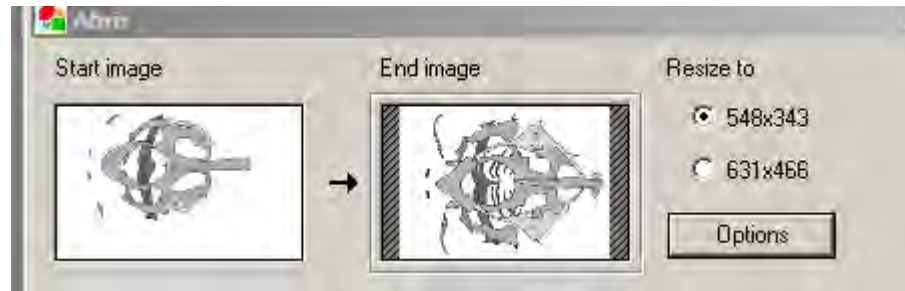 Start image
End image
Resize to
548x343
631x466
Options